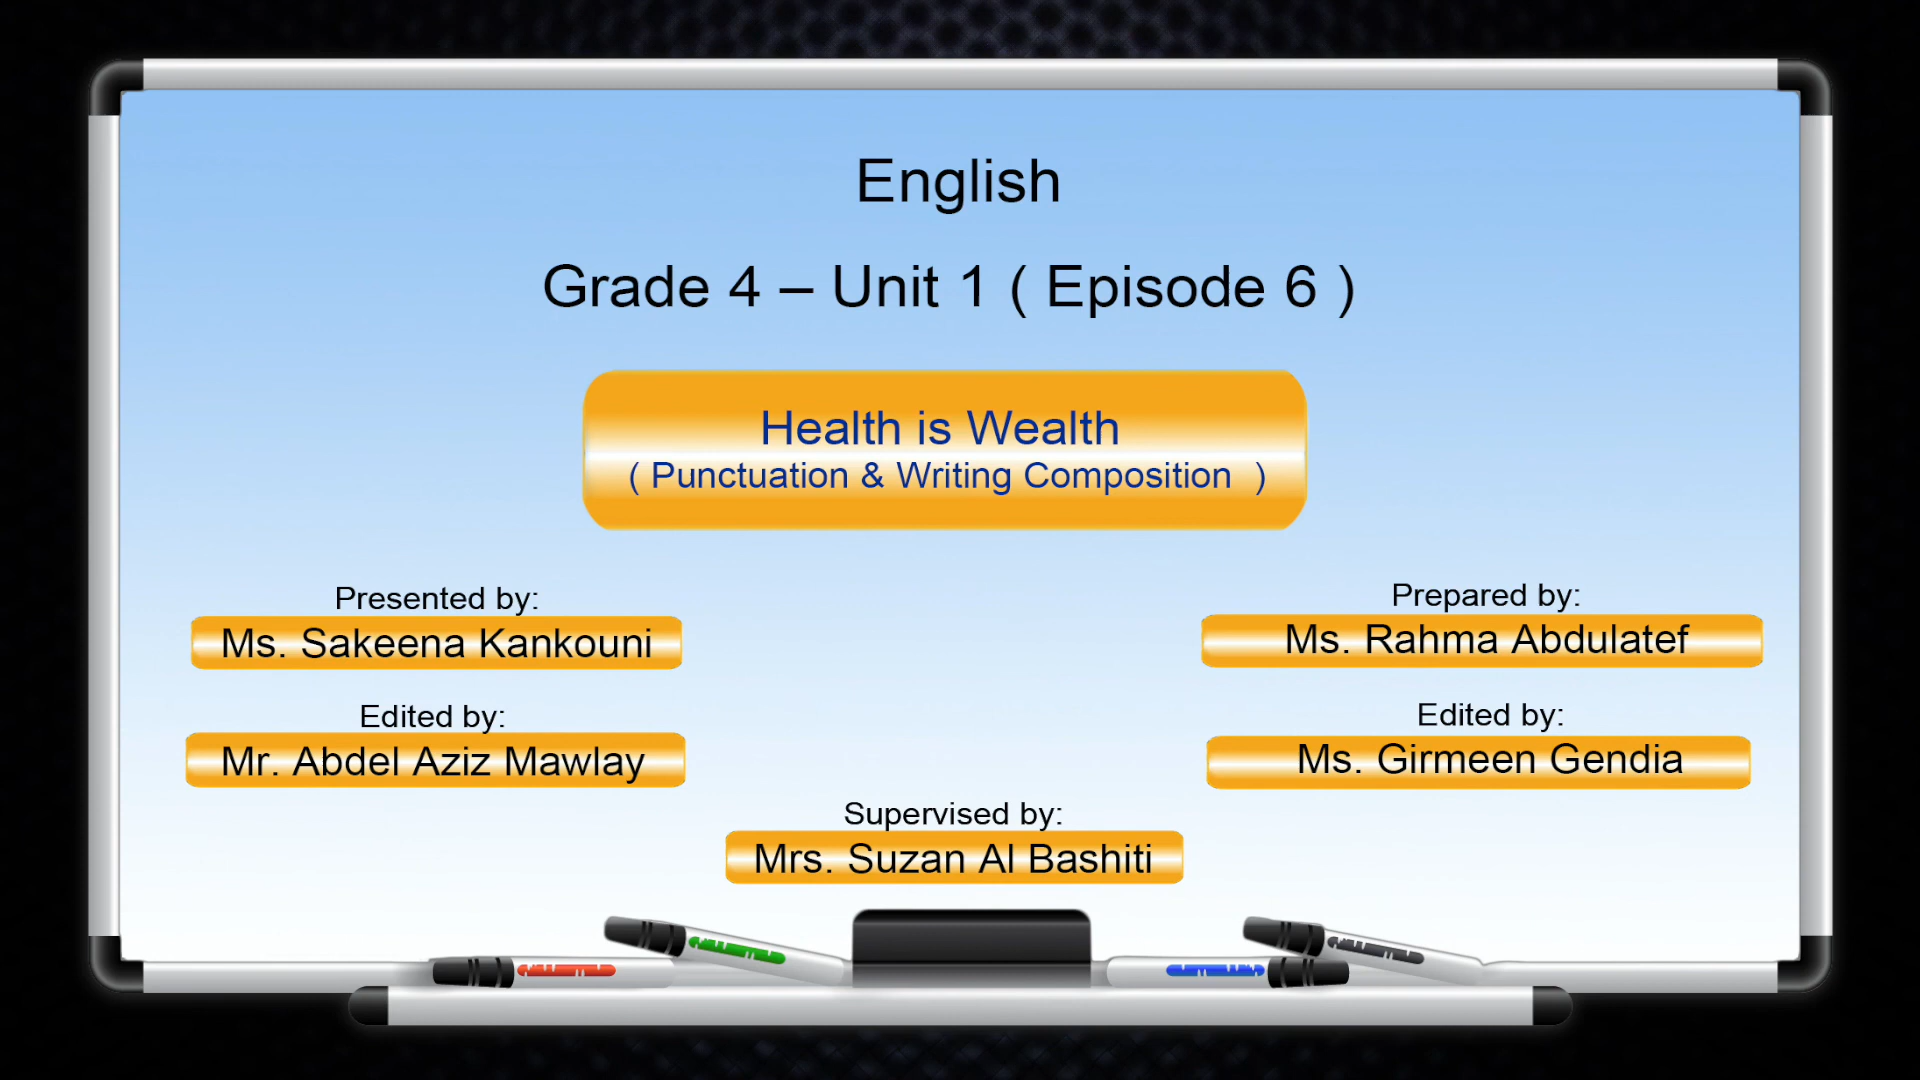 English
Grade 4 – Unit 1 ( Episode 6 )
Health is Wealth
( Punctuation & Writing Composition )
Presented by:
Ms. Sakeena Kankouni
Prepared by:
Ms. Rahma Abdulatef
Edited by:
Mr. Abdel Aziz Mawlay
Edited by:
Ms. Girmeen Gendia
Supervised by:
Mrs. Suzan Al Bashiti